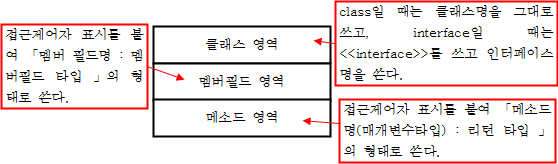 접근제어자 표시를 붙
여 「멤버 필드명 : 멤
버필드 타입 」의 형
태로 쓴다.
클래스 영역
멤버필드 영역
메소드 영역
class일 때는 클래스명을 그대로
쓰고, interface일 때는
<<interface>>를 쓰고 인터페이스
명을 쓴다.
접근제어자 표시를 붙여 「메소드
명(매개변수타입) : 리턴 타입 」
의 형태로 쓴다.